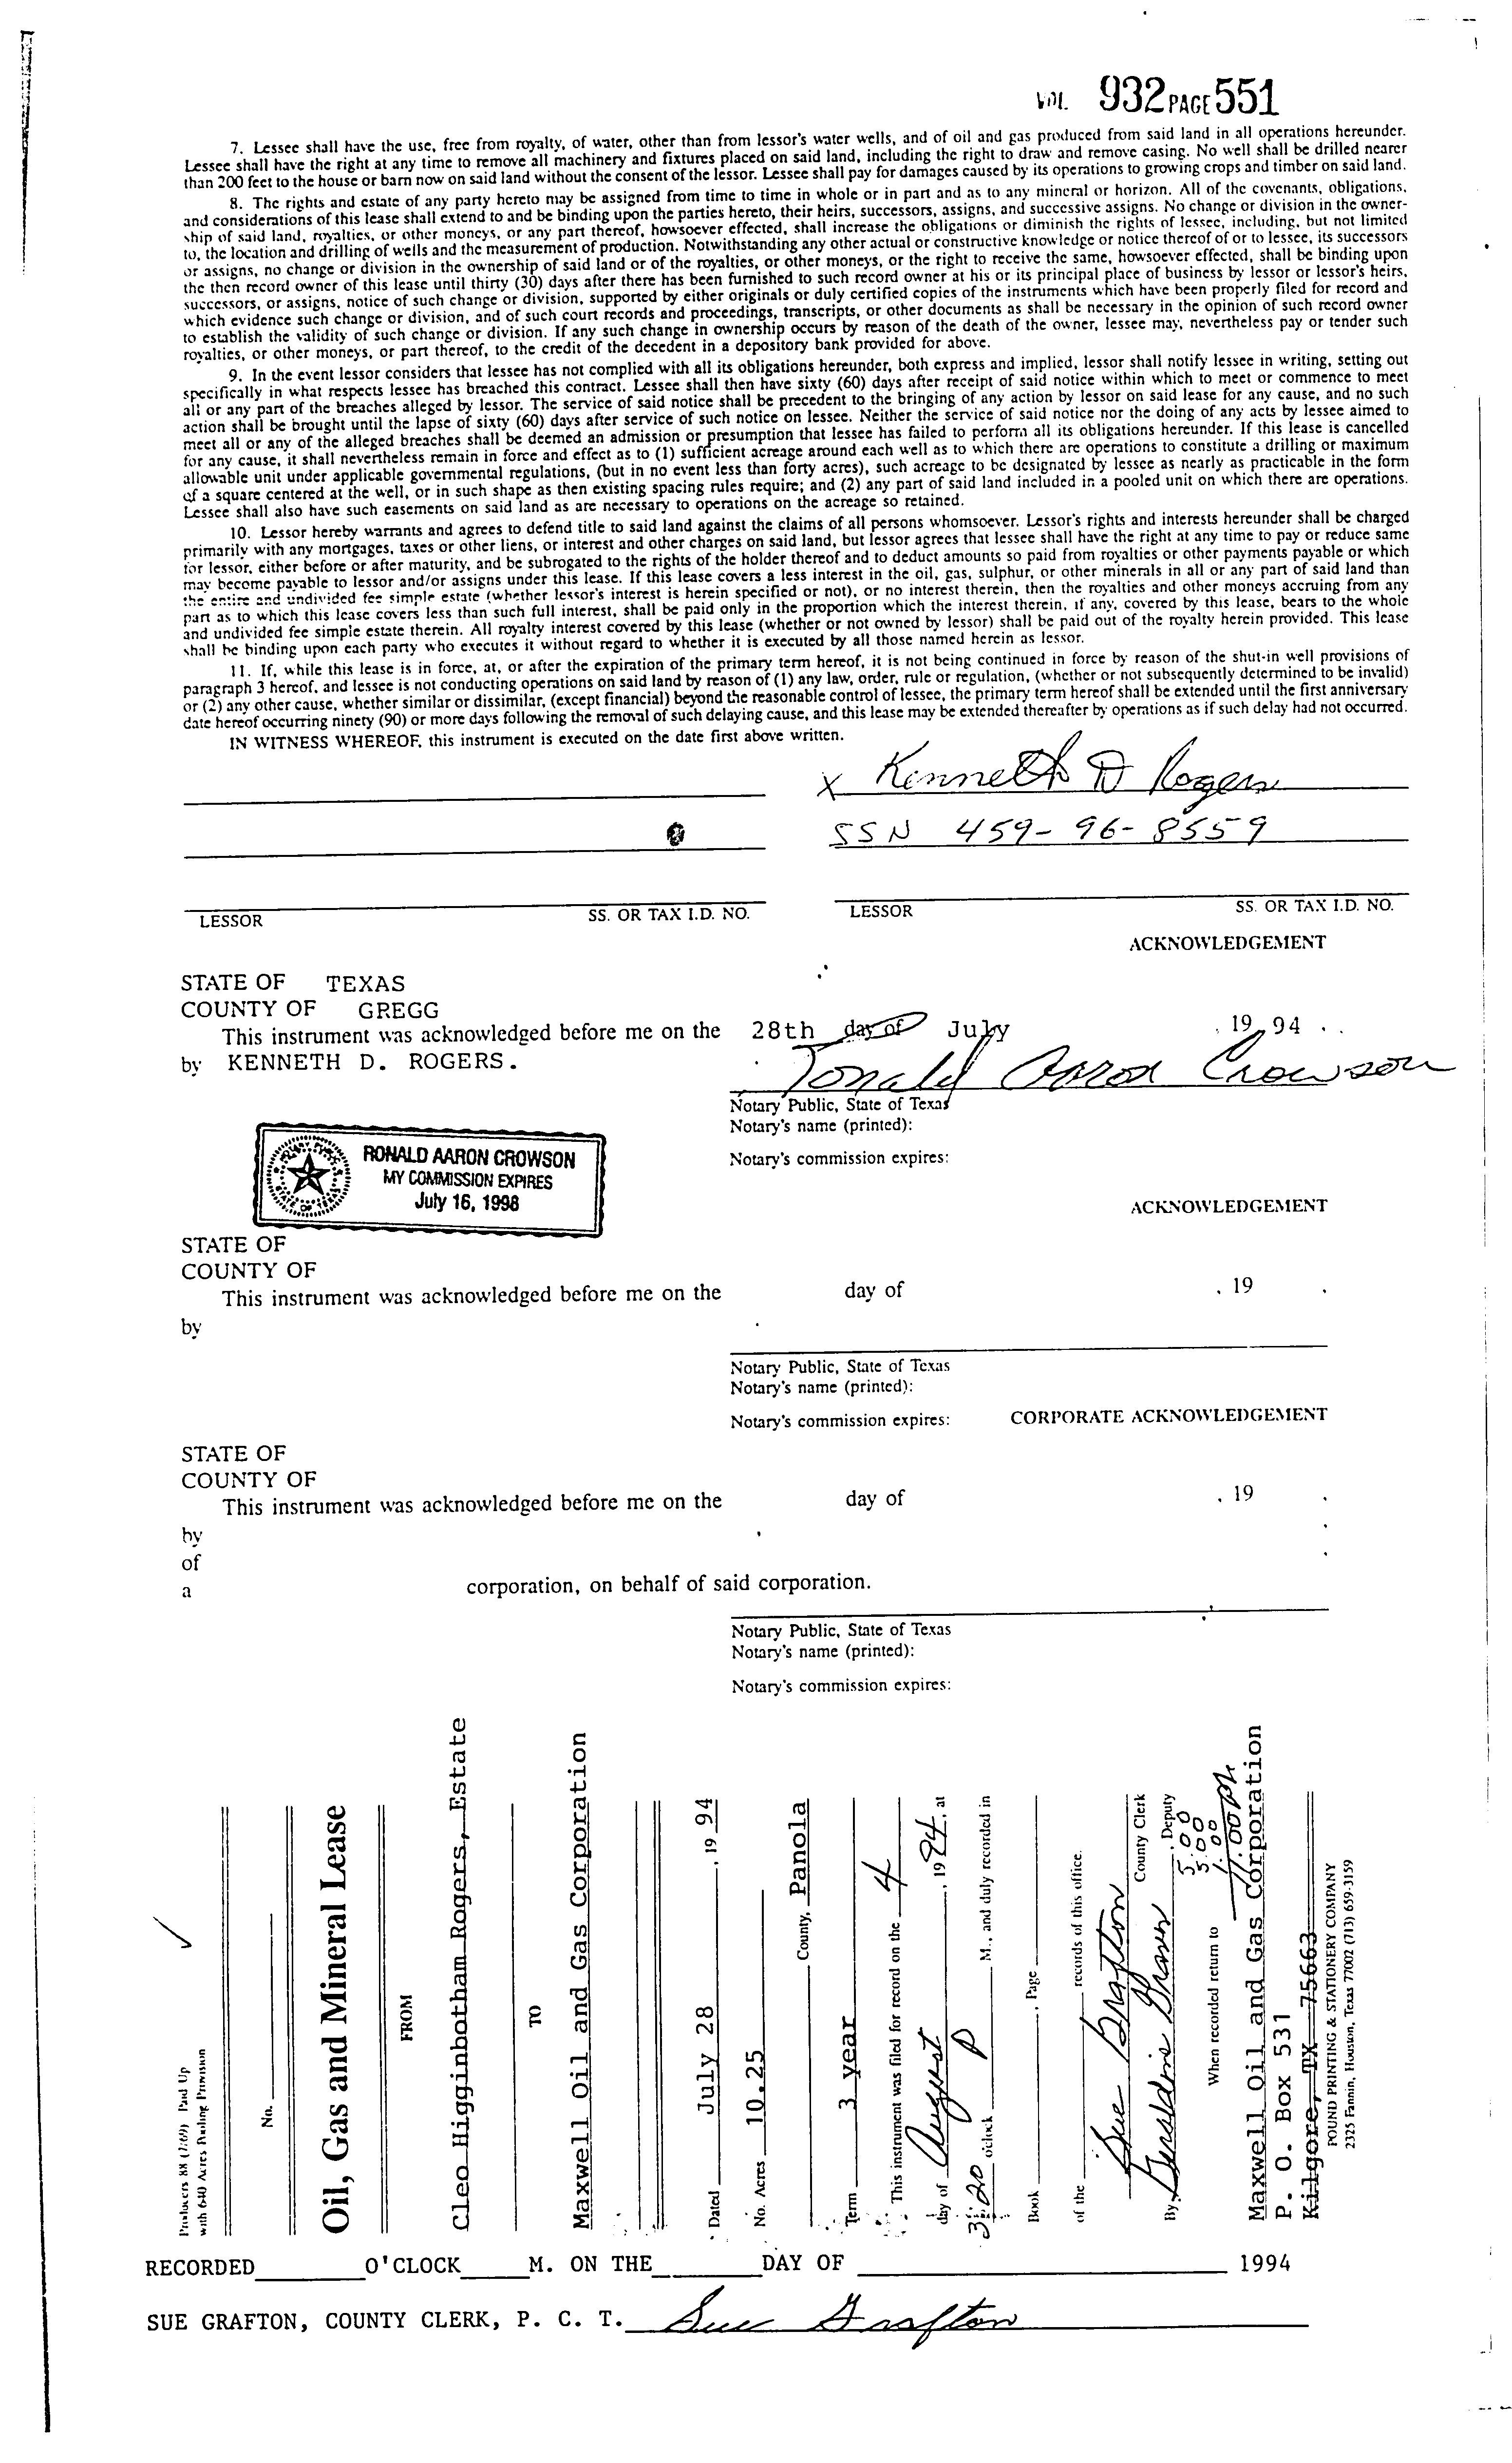 VOL. 932 PAGE 551
7. Lessee shall have the use, free from royalty, of water, other than from lessor's water wells, and of oil and gas produced from said land in all operations hereunder.
Lessee shall have the right at any time to remove all machinery and fixtures placed on said land, including the right to draw and remove casing. No well shall be drilled nearer
than 200 feet to the house or barn now on said land without the consent of the lessor. Lessee shall pay for damages caused by its operations to growing crops and timber on said land.
8. The rights and estate of any party hereto may be assigned from time to time in whole or in part and as to any mineral or horizon. All of the covenants, obligations,
and considerations of this lease shall extend to and be binding upon the parties hereto, their heirs, successors, assigns, and successive assigns. No change or division in the owner-
ship of said land, royalties, or other moneys, or any part thereof, howsoever effected, shall increase the obligations or diminish the rights of lessee, including, but not limited
to, the location and drilling of wells and the measurement of production. Notwithstanding any other actual or constructive knowledge or notice thereof of or to lessee, its successors
or assigns, no change or division in the ownership of said land or of the royalties, or other moneys, or the right to receive the same, howsoever effected, shall be binding upon
the then record owner of this lease until thirty (30) days after there has been furnished to such record owner at his or its principal place of business by lessor or lessor's heirs,
successors, or assigns, notice of such change or division, supported by either originals or duly certified copies of the instruments which have been properly filed for record and
which evidence such change or division, and of such court records and proceedings, transcripts, or other documents as shall be necessary in the opinion of such record owner
to establish the validity of such change or division. If any such change in ownership occurs by reason of the death of the owner, lessee may, nevertheless pay or tender such
royalties, or other moneys, or part thereof, to the credit of the decedent in a depository bank provided for above.
9. In the event lessor considers that lessee has not complied with all its obligations hereunder, both express and implied, lessor shall notify lessee in writing, setting out
specifically in what respects lessee has breached this contract. Lessee shall then have sixty (60) days after receipt of said notice within which to meet or commence to meet
all or any part of the breaches alleged by lessor. The service of said notice shall be precedent to the bringing of any action by lessor on said lease for any cause, and no such
action shall be brought until the lapse of sixty (60) days after service of such notice on lessee. Neither the service of said notice nor the doing of any acts by lessee aimed to
meet all or any of the alleged breaches shall be deemed an admission or presumption that lessee has failed to perform all its obligations hereunder. If this lease is cancelled
for any cause, it shall nevertheless remain in force and effect as to (1) sufficient acreage around each well as to which there are operations to constitute a drilling or maximum
allowable unit under applicable governmental regulations, (but in no event less than forty acres), such acreage to be designated by lessee as nearly as practicable in the form
of a square centered at the well, or in such shape as then existing spacing rules require; and (2) any part of said land included in a pooled unit on which there are operations.
Lessee shall also have such easements on said land as are necessary to operations on the acreage so retained.
10. Lessor hereby warrants and agrees to defend title to said land against the claims of all persons whomsoever. Lessor's rights and interests hereunder shall be charged
primarily with any mortgages, taxes or other liens, or interest and other charges on said land, but lessor agrees that lessee shall have the right at any time to pay or reduce same
for lessor, either before or after maturity, and be subrogated to the rights of the holder thereof and to deduct amounts so paid from royalties or other payments payable or which
may become payable to lessor and/or assigns under this lease. If this lease covers a less interest in the oil, gas, sulphur, or other minerals in all or any part of said land than
the entire and undivided fee simple estate (whether lessor's interest is herein specified or not), or no interest therein, then the royalties and other moneys accruing from any
part as to which this lease covers less than such full interest, shall be paid only in the proportion which the interest therein, if any, covered by this lease, bears to the whole
and undivided fee simple estate therein. All royalty interest covered by this lease (whether or not owned by lessor) shall be paid out of the royalty herein provided. This lease
shall be binding upon each party who executes it without regard to whether it is executed by all those named herein as lessor.
11. If, while this lease is in force, at, or after the expiration of the primary term hereof, it is not being continued in force by reason of the shut-in well provisions of
paragraph 3 hereof, and lessee is not conducting operations on said land by reason of (1) any law, order, rule or regulation, (whether or not subsequently determined to be invalid)
or (2) any other cause, whether similar or dissimilar, (except financial) beyond the reasonable control of lessee, the primary term hereof shall be extended until the first anniversary
date hereof occurring ninety (90) or more days following the removal of such delaying cause, and this lease may be extended thereafter by operations as if such delay had not occurred.
IN WITNESS WHEREOF, this instrument is executed on the date first above written.
X Kenneth D Rogers
SSN 459-96-8559
LESSOR SS. OR TAX I.D. NO. LESSOR SS. OR TAX I.D. NO.
ACKNOWLEDGEMENT
STATE OF TEXAS
COUNTY OF GREGG
This instrument was acknowledged before me on the 28th day of July , 19 94 .
by KENNETH D. ROGERS.
Ronald Aaron Crowson
Notary Public, State of Texas
Notary's name (printed):
Notary's commission expires:
RONALD AARON CROWSON
MY COMMISSION EXPIRES
July 16, 1998
NOTARY PUBLIC
STATE OF TEXAS
ACKNOWLEDGEMENT
STATE OF
COUNTY OF
This instrument was acknowledged before me on the day of , 19 .
by
Notary Public, State of Texas
Notary's name (printed):
Notary's commission expires:
CORPORATE ACKNOWLEDGEMENT
STATE OF
COUNTY OF
This instrument was acknowledged before me on the day of , 19 .
by
of
a corporation, on behalf of said corporation.
Notary Public, State of Texas
Notary's name (printed):
Notary's commission expires:
Producers 88 (7/69) Paid Up
with 640 Acres Pooling Provision
No.
Oil, Gas and Mineral Lease
FROM
Cleo Higginbotham Rogers, Estate
TO
Maxwell Oil and Gas Corporation
Dated July 28 , 19 94
No. Acres 10.25
County, Panola
Term 3 year
This instrument was filed for record on the 4
day of August , 19 94, at
3:20 o'clock P M., and duly recorded in
Book , Page
of the records of this office.
Sue Grafton
County Clerk
By Geraldine Graves , Deputy
5.00
5.00
1.00
11.00 pd
When recorded return to
Maxwell Oil and Gas Corporation
P. O. Box 531
Kilgore, TX 75663
POUND PRINTING & STATIONERY COMPANY
2325 Fannin, Houston, Texas 77002 (713) 659-3159
RECORDED O'CLOCK M. ON THE DAY OF 1994
SUE GRAFTON, COUNTY CLERK, P. C. T. Sue Grafton